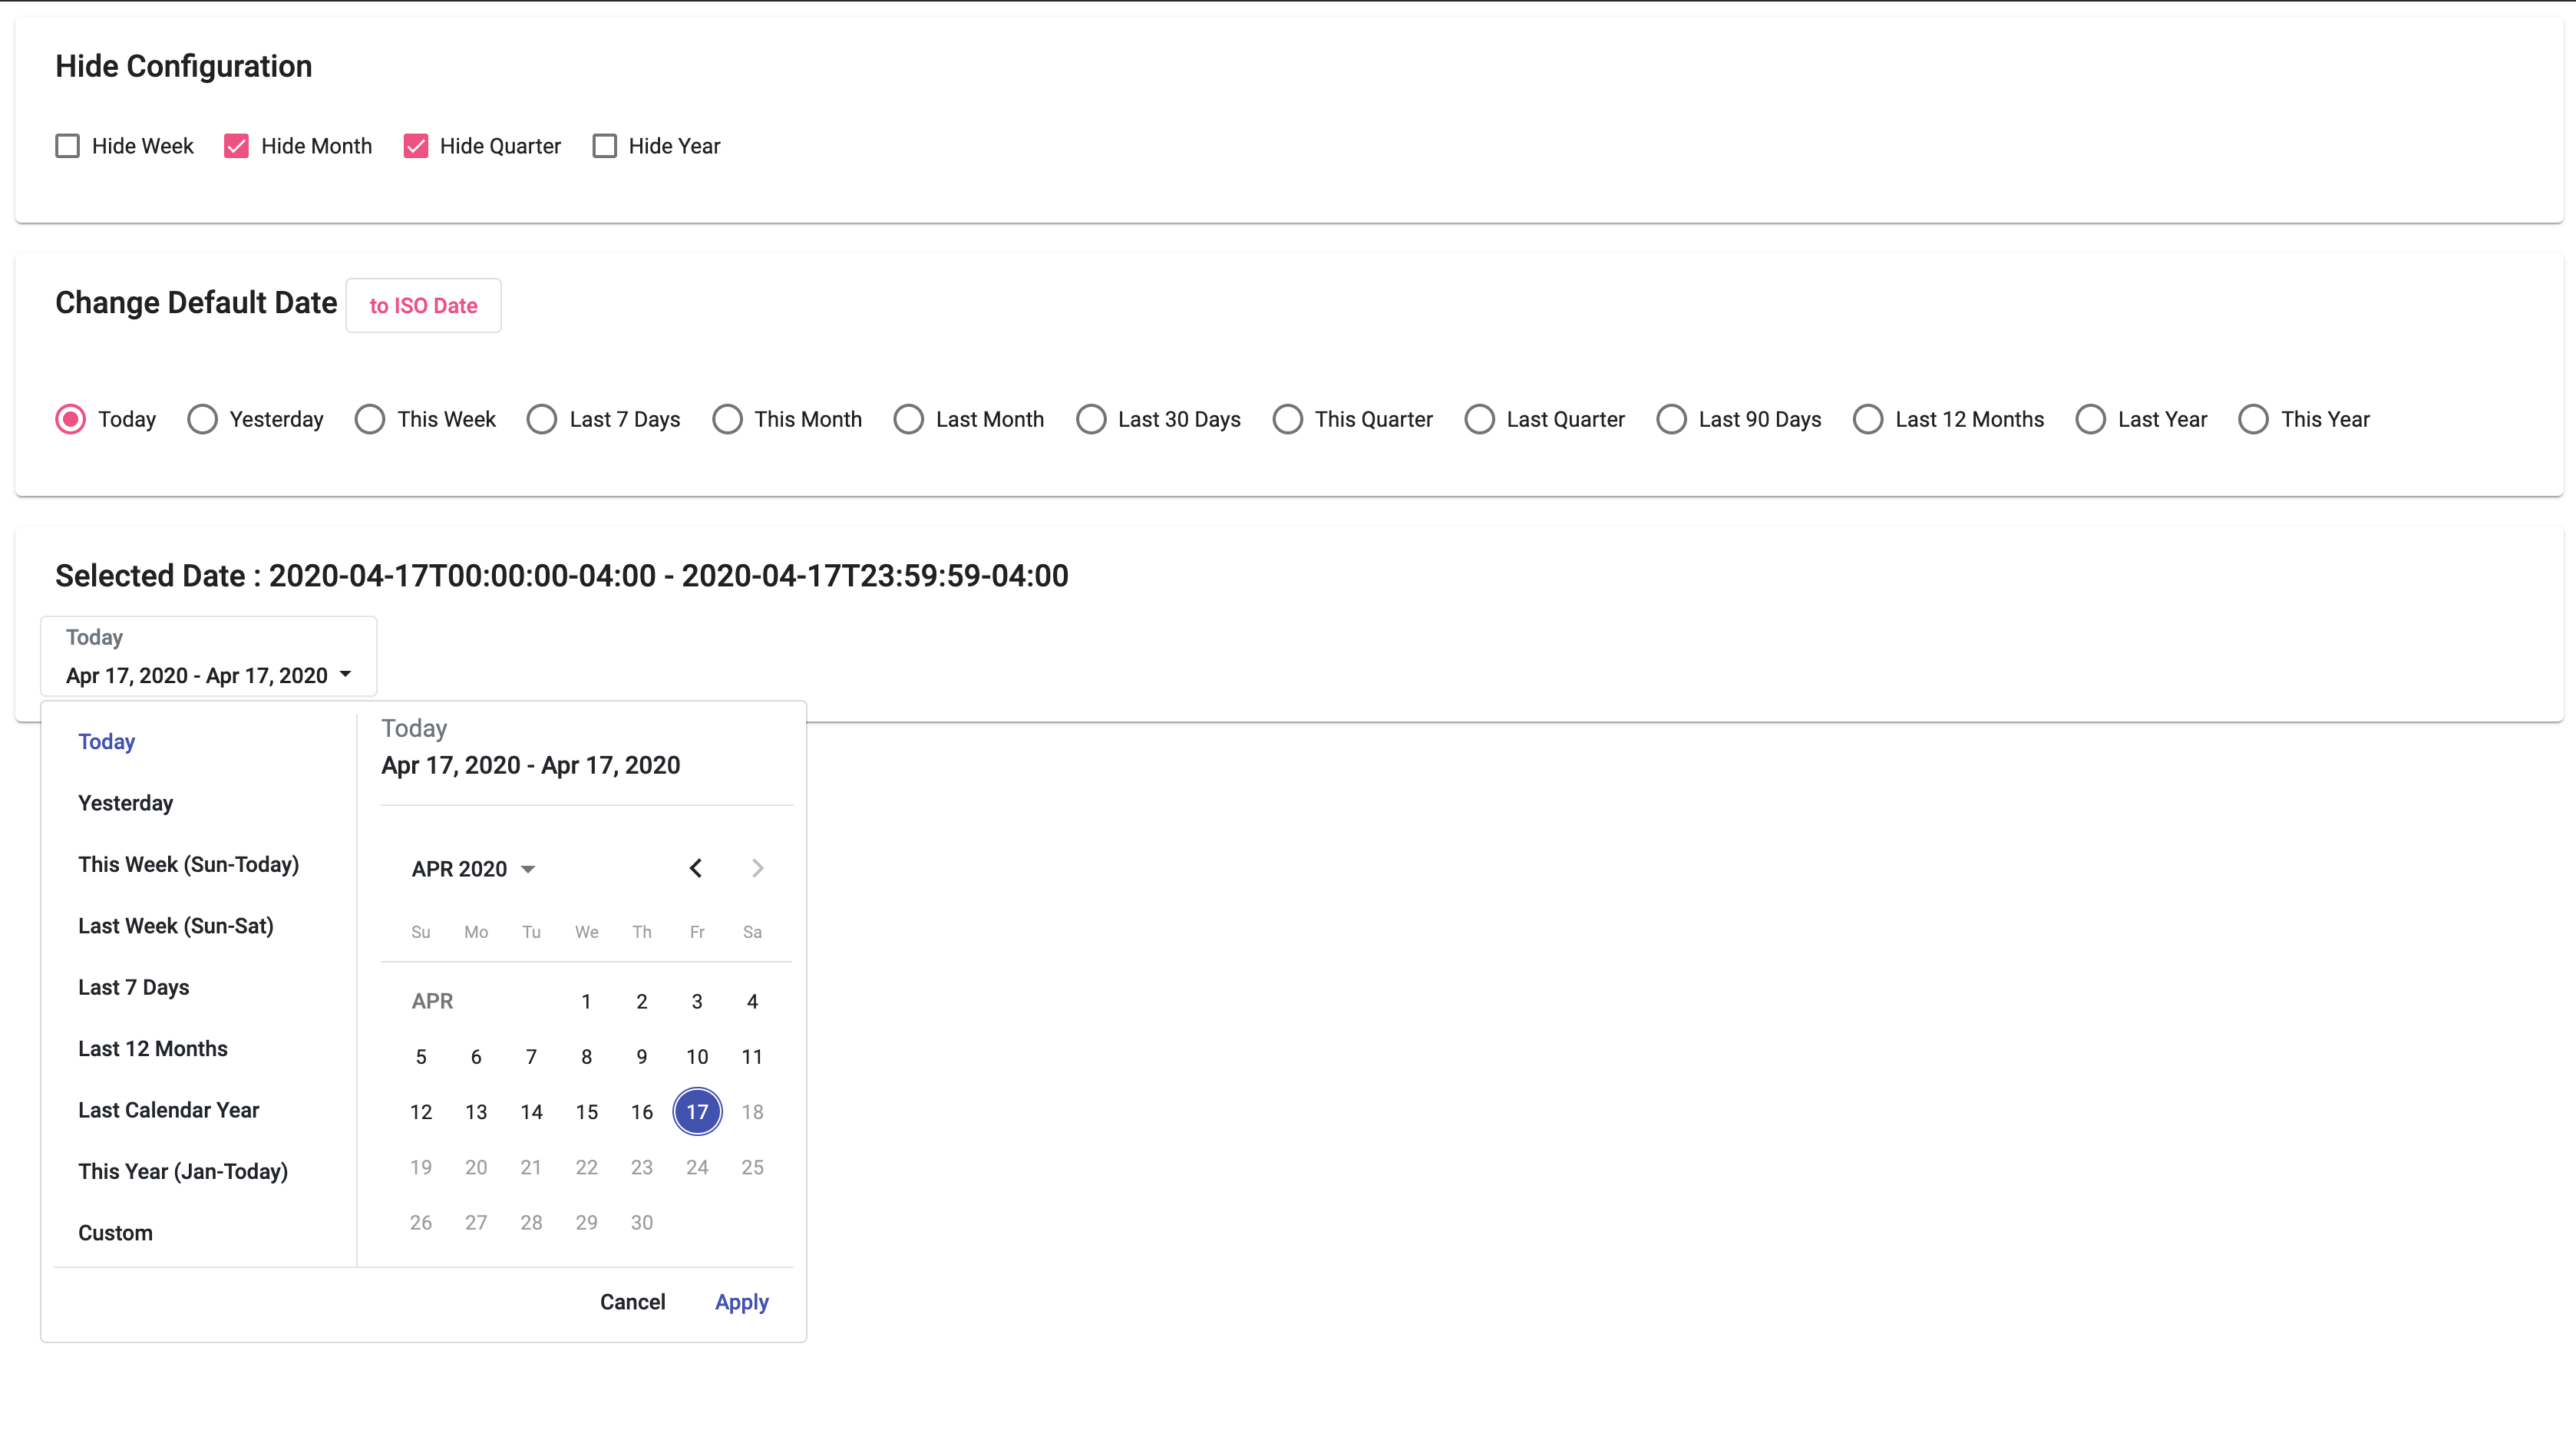 Hide Configuration
Hide Week Hide Month Hide Quarter Hide Year
Change Default Date to ISO Date
Today Yesterday This Week Last 7 Days This Month Last Month Last 30 Days This Quarter Last Quarter Last 90 Days Last 12 Months Last Year This Year
Selected Date : 2020-04-17T00:00:00-04:00 - 2020-04-17T23:59:59-04:00
Today
Apr 17, 2020 - Apr 17, 2020
Today
Yesterday
This Week (Sun-Today)
Last Week (Sun-Sat)
Last 7 Days
Last 12 Months
Last Calendar Year
This Year (Jan-Today)
Custom
Today
Apr 17, 2020 - Apr 17, 2020
APR 2020
Su Mo Tu We Th Fr Sa
APR 1 2 3 4
5 6 7 8 9 10 11
12 13 14 15 16 17 18
19 20 21 22 23 24 25
26 27 28 29 30
Cancel Apply